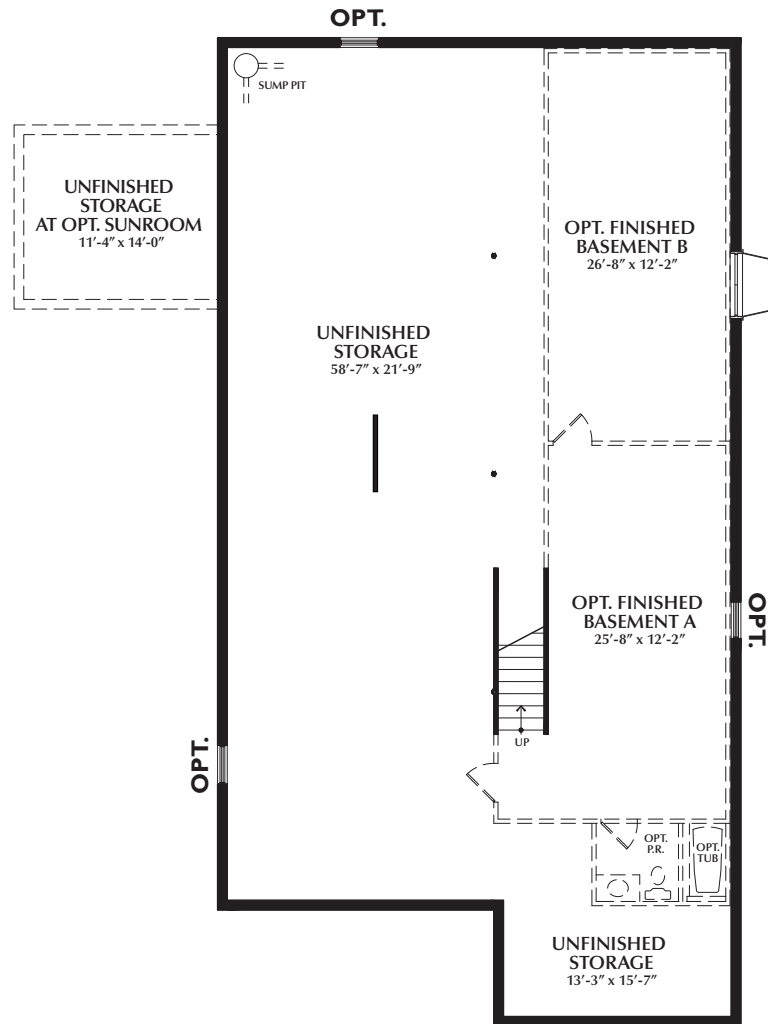 OPT.
SUMP PIT
UNFINISHED
STORAGE
AT OPT. SUNROOM
11′-4″ x 14′-0″
OPT. FINISHED
BASEMENT B
26′-8″ x 12′-2″
UNFINISHED
STORAGE
58′-7″ x 21′-9″
OPT. FINISHED
BASEMENT A
25′-8″ x 12′-2″
OPT.
UP
OPT.
OPT.
P.R.
OPT.
TUB
UNFINISHED
STORAGE
13′-3″ x 15′-7″